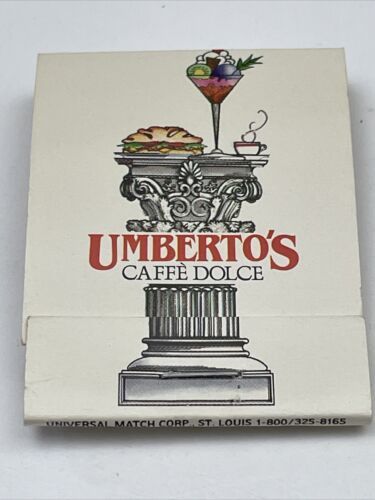 UMBERTO'S
CAFFÈ DOLCE
UNIVERSAL MATCH CORP., ST. LOUIS 1-800/325-8165